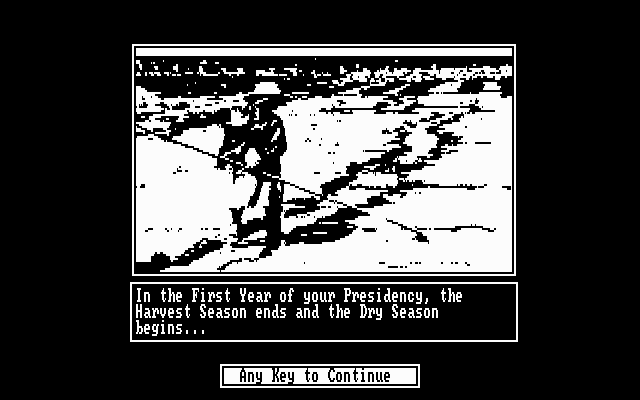 In the First Year of your Presidency, the
Harvest Season ends and the Dry Season
begins...
Any Key to Continue